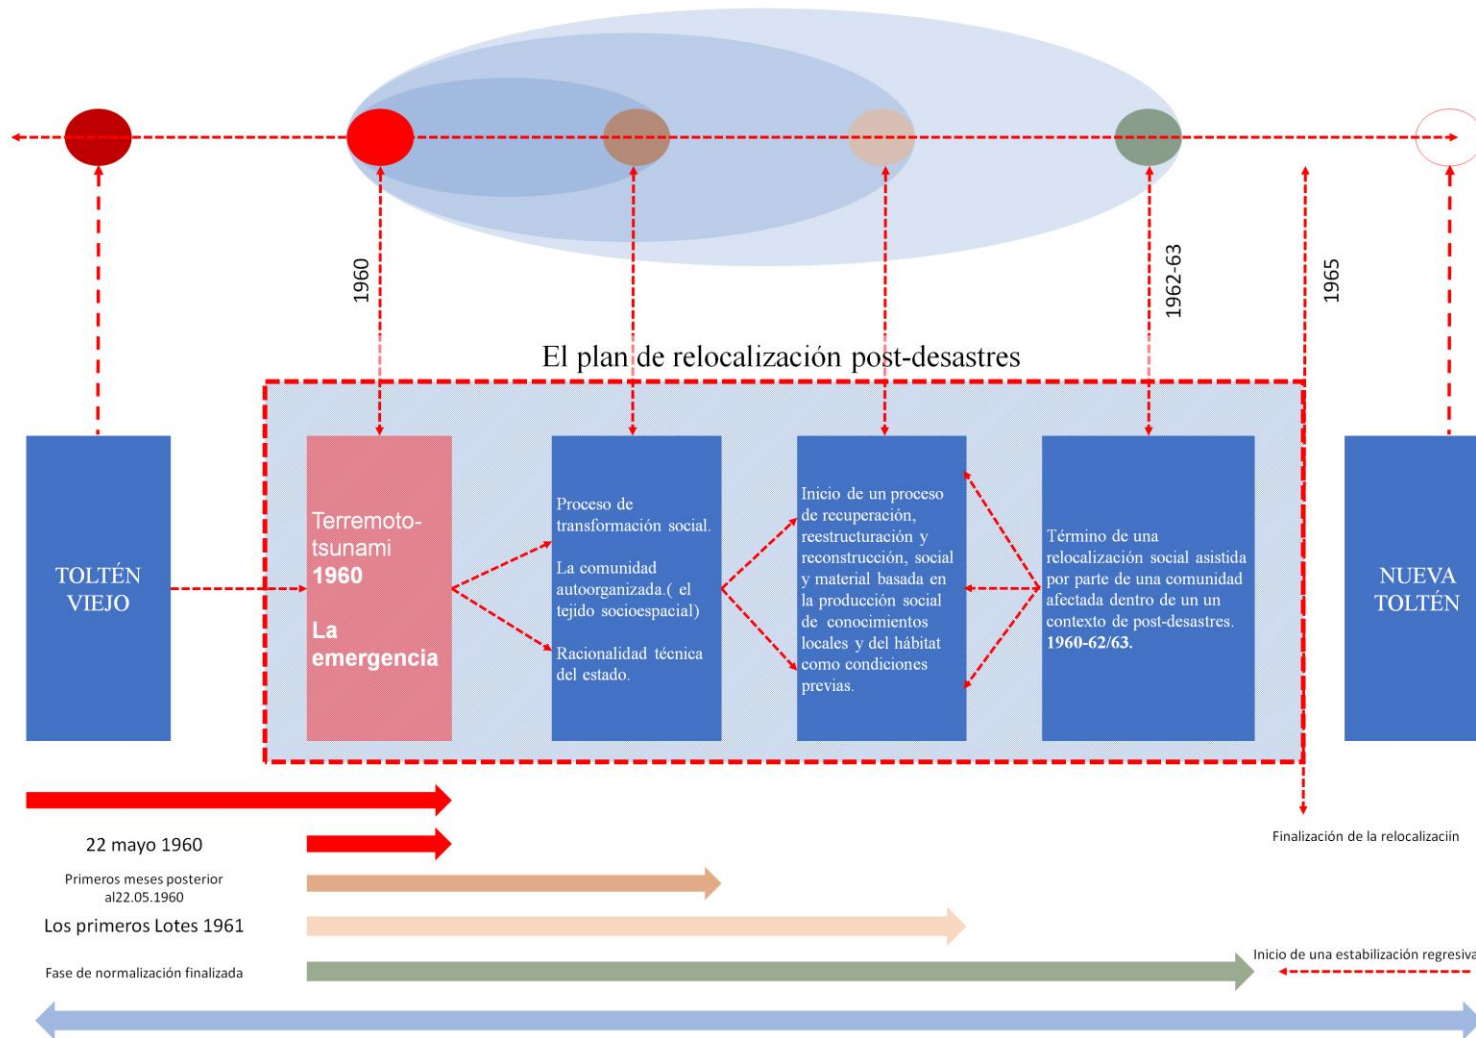 1960
1962-63
1965
El plan de relocalización post-desastres
TOLTÉN
VIEJO
Terremoto-
tsunami
1960
La
emergencia
Proceso de
transformación social.
La comunidad
autoorganizada.( el
tejido socioespacial)
Racionalidad técnica
del estado.
Inicio de un proceso
de recuperación,
reestructuración y
reconstrucción, social
y material basada en
la producción social
de conocimientos
locales y del hábitat
como condiciones
previas.
Término de una
relocalización social asistida
por parte de una comunidad
afectada dentro de un un
contexto de post-desastres.
1960-62/63.
NUEVA
TOLTÉN
22 mayo 1960
Primeros meses posterior
al22.05.1960
Los primeros Lotes 1961
Fase de normalización finalizada
Finalización de la relocalizaciín
Inicio de una estabilización regresiva